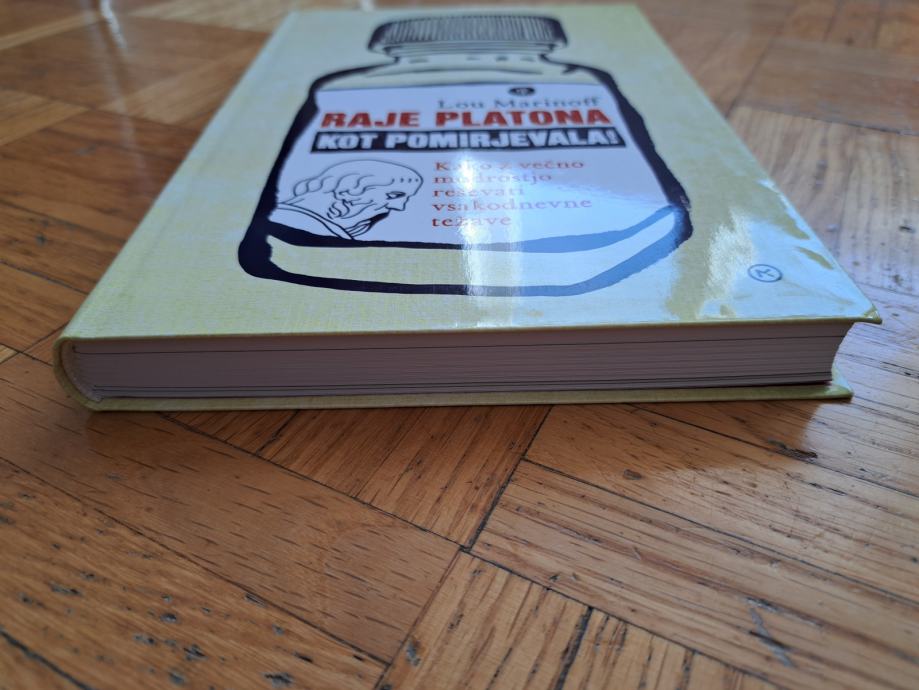 Lou Marinoff
RAJE PLATONA
KOT POMIRJEVALA!
Kako z večno
modrostjo
reševati
vsakodnevne
težave